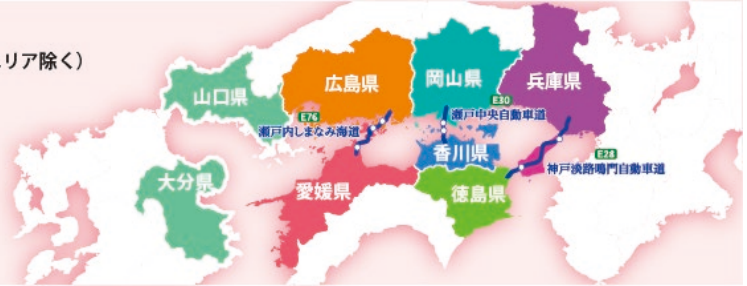 リア除く)
山口県
広島県
岡山県
兵庫県
E76
瀬戸内しまなみ海道
E30
瀬戸中央自動車道
香川県
E28
神戸淡路鳴門自動車道
大分県
愛媛県
徳島県